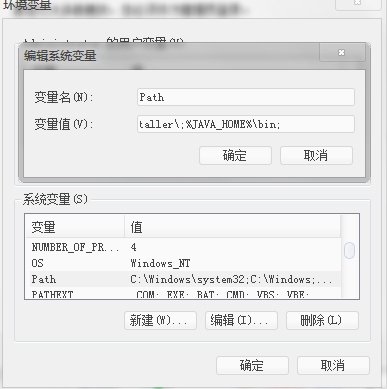 环境变量
的用户变量(U)
编辑系统变量
变量名(N):
Path
变量值(V):
taller\;%JAVA_HOME%\bin;
确定 取消
系统变量(S)
变量 值
NUMBER_OF_PR... 4
OS Windows_NT
Path C:\Windows\system32;C:\Windows;...
PATHEXT .COM;.EXE;.BAT;.CMD;.VBS;.VBE;
新建(W)... 编辑(I)... 删除(L)
确定 取消